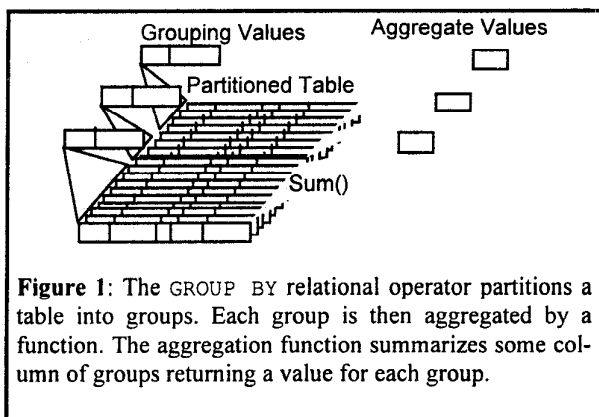 Grouping Values
Aggregate Values
Partitioned Table
Sum()
Figure 1: The GROUP BY relational operator partitions a
table into groups. Each group is then aggregated by a
function. The aggregation function summarizes some col-
umn of groups returning a value for each group.